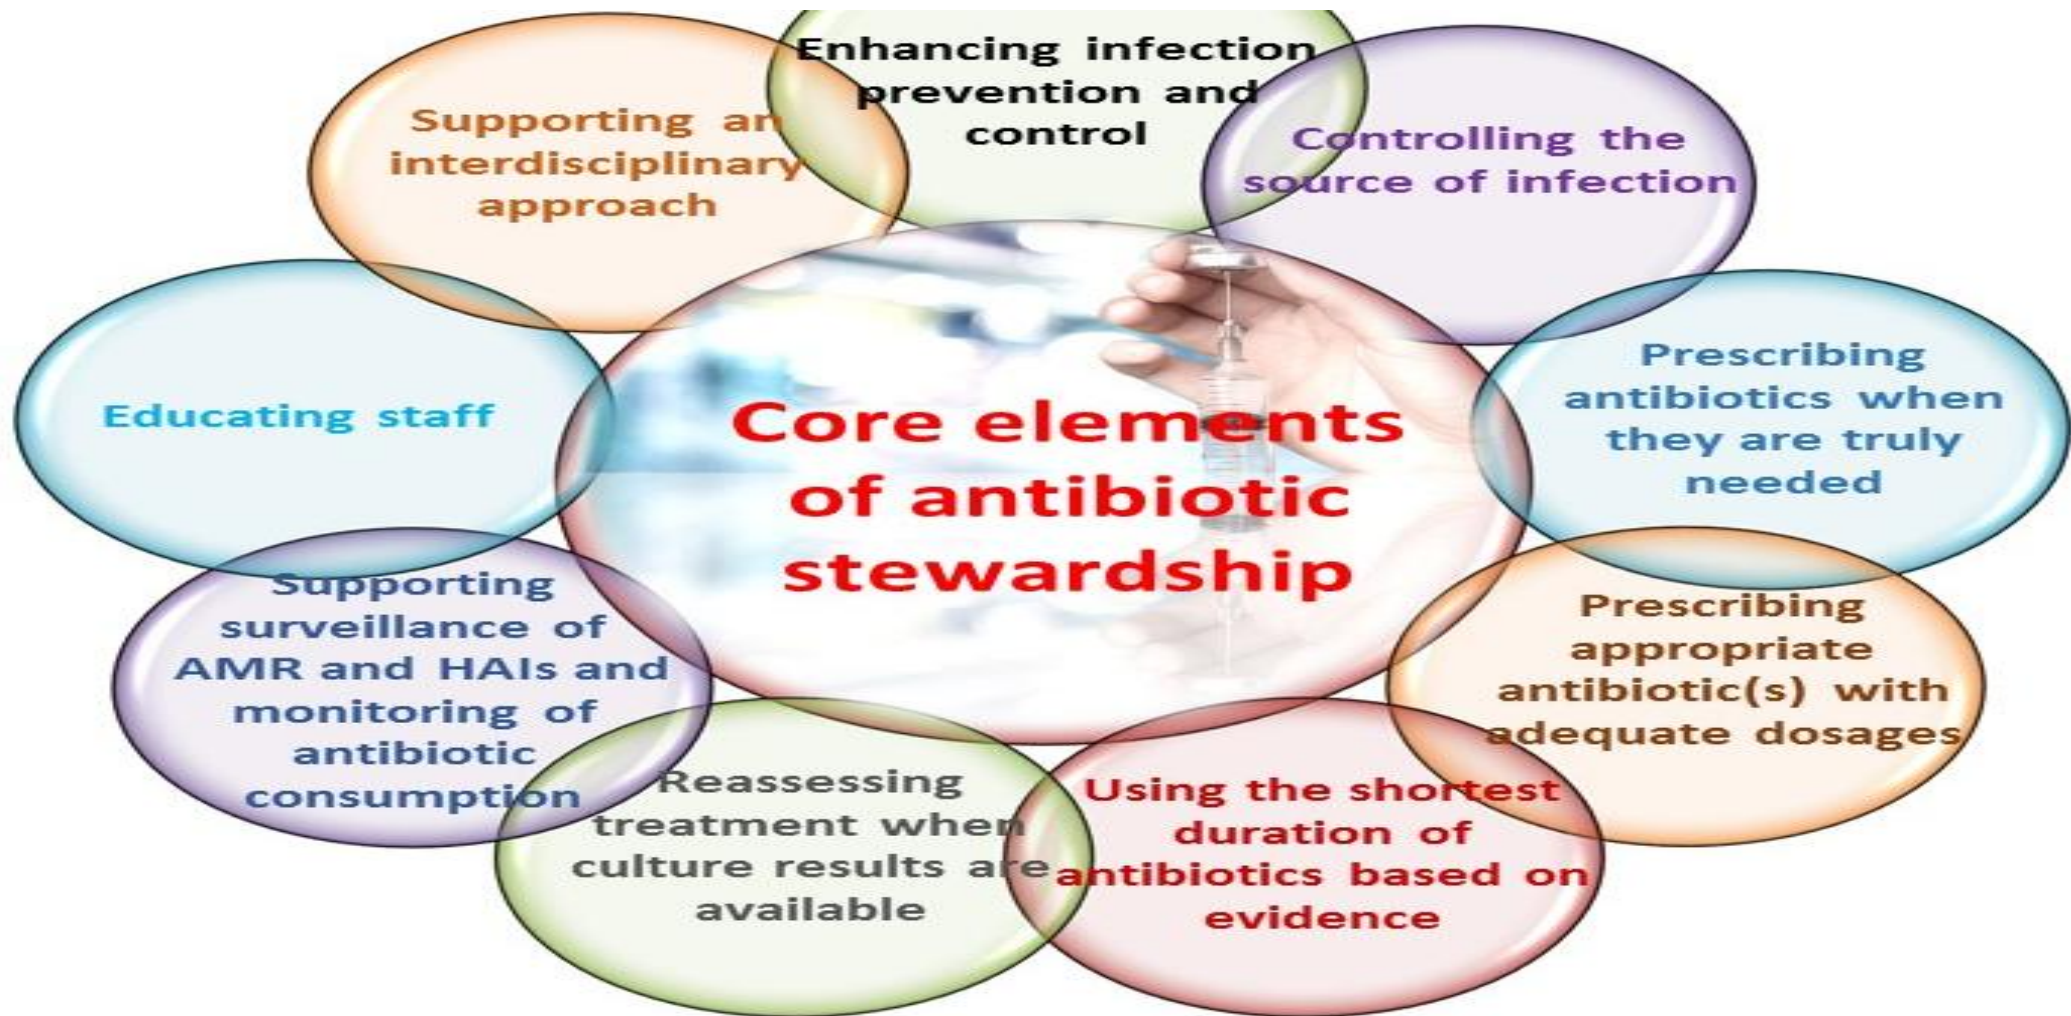 Enhancing infection
prevention and
control
Controlling the
source of infection
Prescribing
antibiotics when
they are truly
needed
Prescribing
appropriate
antibiotic(s) with
adequate dosages
Using the shortest
duration of
antibiotics based on
evidence
Reassessing
treatment when
culture results are
available
Supporting
surveillance of
AMR and HAIs and
monitoring of
antibiotic
consumption
Educating staff
Supporting an
interdisciplinary
approach
Core elements
of antibiotic
stewardship